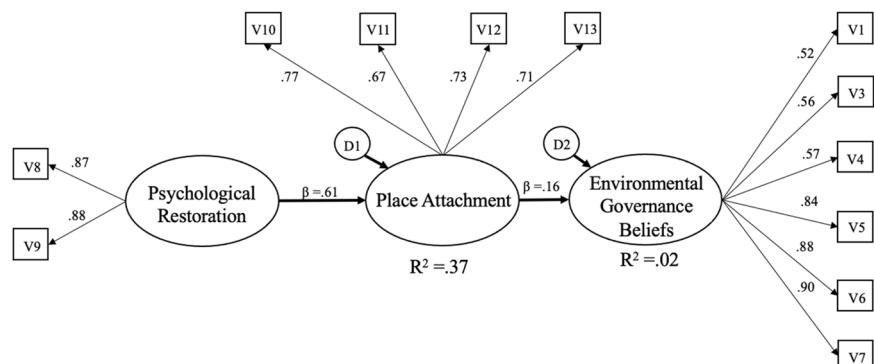 V10
V11
V12
V13
V1
.52
.77
.67
.73
.71
.56
V3
D1
D2
.57
V4
V8
.87
Psychological
Restoration
β =.61
Place Attachment
β =.16
Environmental
Governance
Beliefs
.84
V5
V9
.88
R² =.37
R² =.02
.88
V6
.90
V7